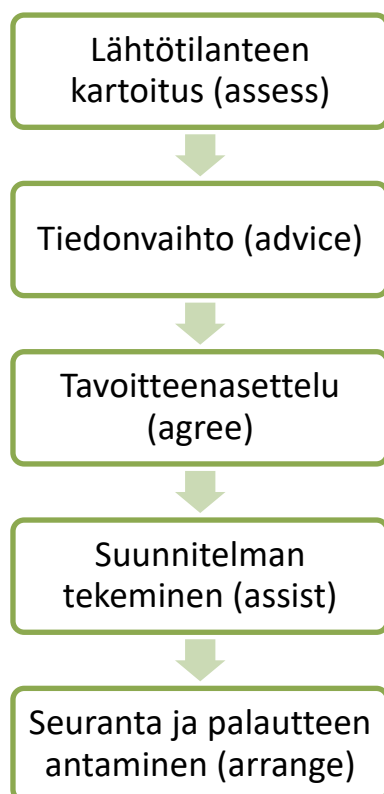 Lähtötilanteen
kartoitus (assess)
Tiedonvaihto (advice)
Tavoitteenasettelu
(agree)
Suunnitelman
tekeminen (assist)
Seuranta ja palautteen
antaminen (arrange)